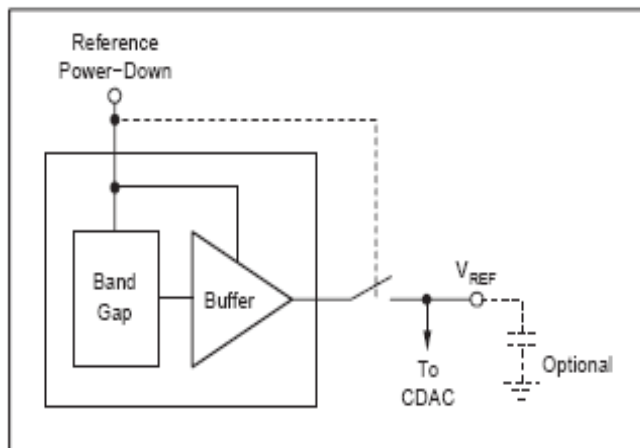 Reference
Power-Down
Band
Gap
Buffer
VREF
To
CDAC
Optional